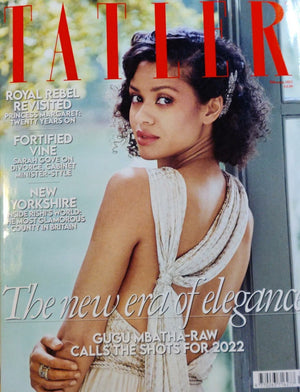 TATLER
ROYAL REBEL
REVISITED
PRINCESS MARGARET:
TWENTY YEARS ON
FORTIFIED
VINE
SARAH GOVE ON
DIVORCE, CABINET
MINISTER-STYLE
NEW
YORKSHIRE
INSIDE RISHI'S WORLD:
THE MOST GLAMOROUS
COUNTY IN BRITAIN
The new era of elegance
GUGU MBATHA-RAW
CALLS THE SHOTS FOR 2022